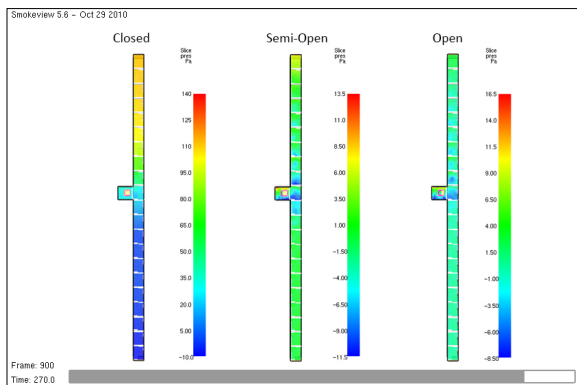 Smokeview 5.6 - Oct 29 2010
Closed
Semi-Open
Open
Slice
pres
Pa
140
125
110
95.0
80.0
65.0
50.0
35.0
20.0
5.00
-10.0
Slice
pres
Pa
13.5
11.0
8.50
6.00
3.50
1.00
-1.50
-4.00
-6.50
-9.00
-11.5
Slice
pres
Pa
16.5
14.0
11.5
9.00
6.50
4.00
1.50
-1.00
-3.50
-6.00
-8.50
Frame: 900
Time: 270.0